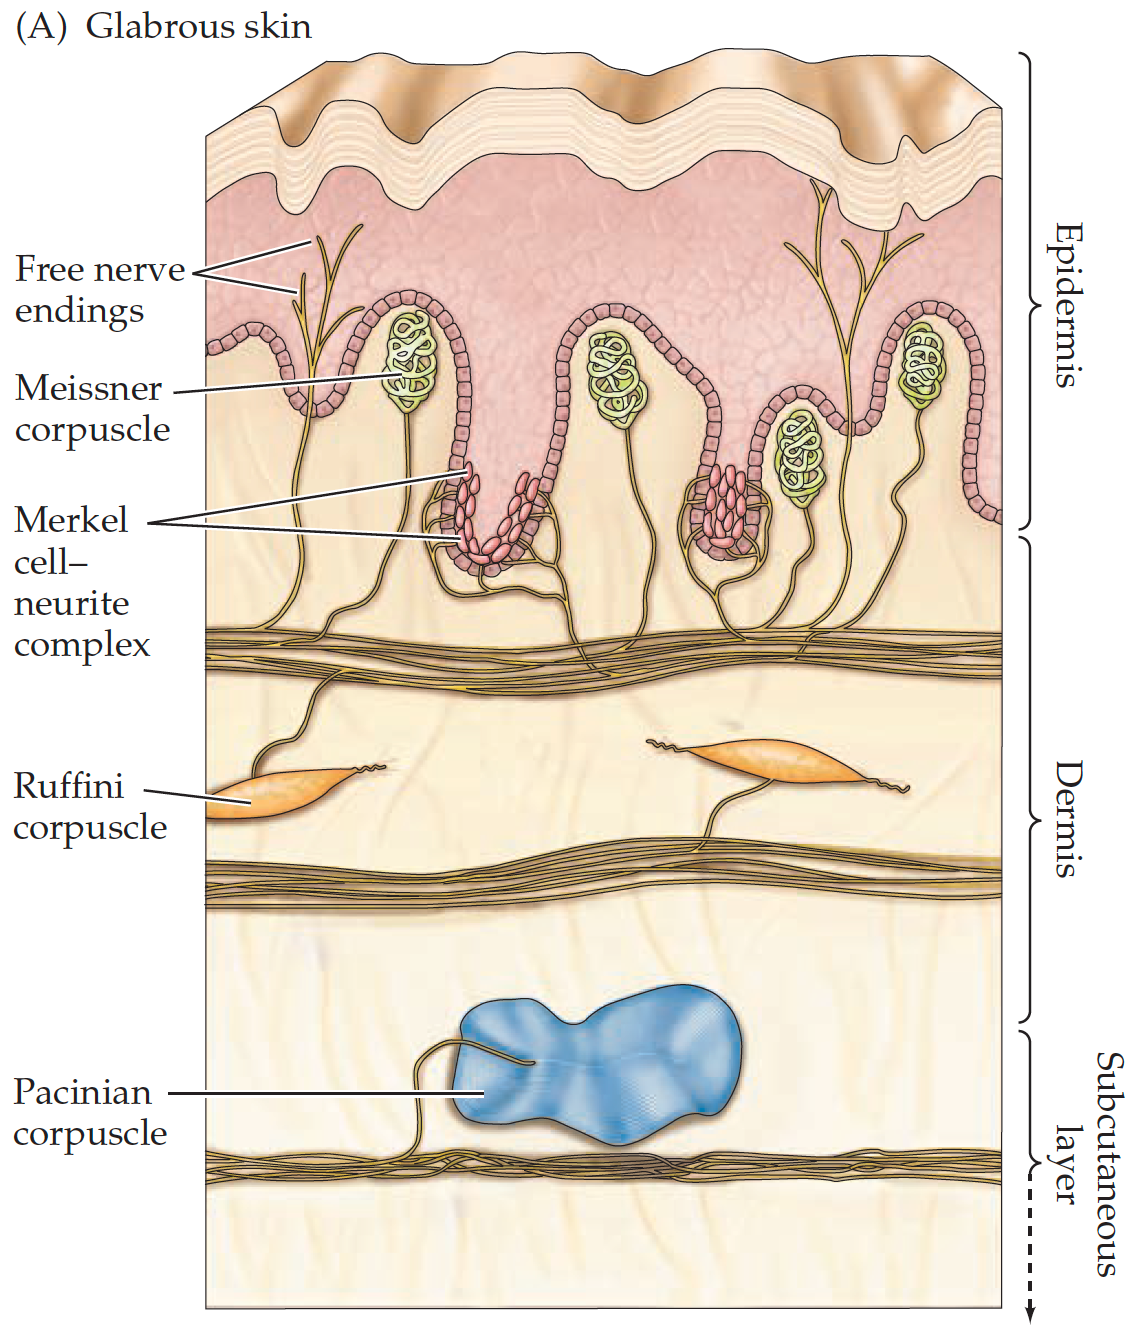 (A) Glabrous skin
Free nerve
endings
Meissner
corpuscle
Merkel
cell–
neurite
complex
Ruffini
corpuscle
Pacinian
corpuscle
Epidermis
Dermis
Subcutaneous
layer